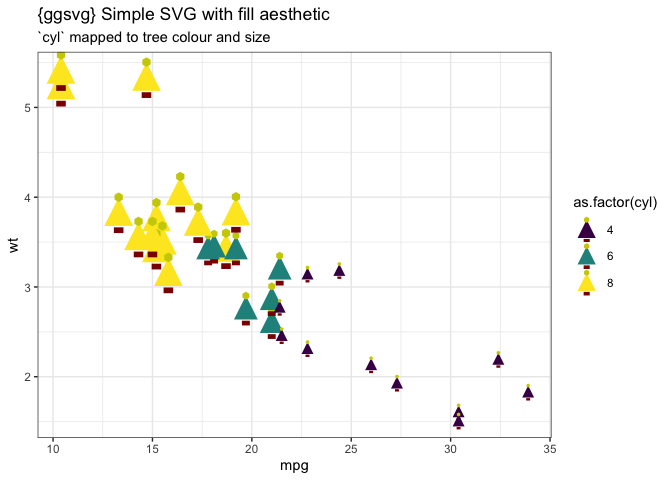 {ggsvg} Simple SVG with fill aesthetic
`cyl` mapped to tree colour and size
wt
5
4
3
2
10
15
20
25
30
35
mpg
as.factor(cyl)
4
6
8